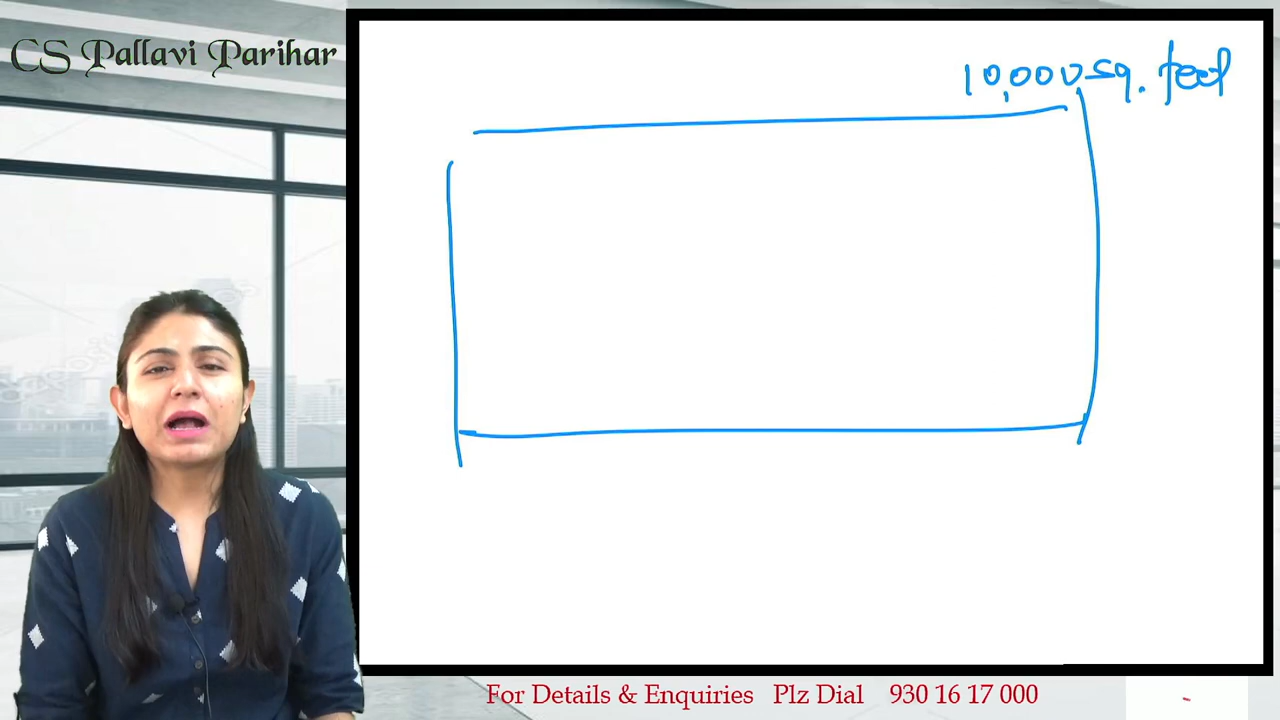 CS Pallavi Parihar
10,000 sq. feet
For Details & Enquiries Plz Dial 930 16 17 000